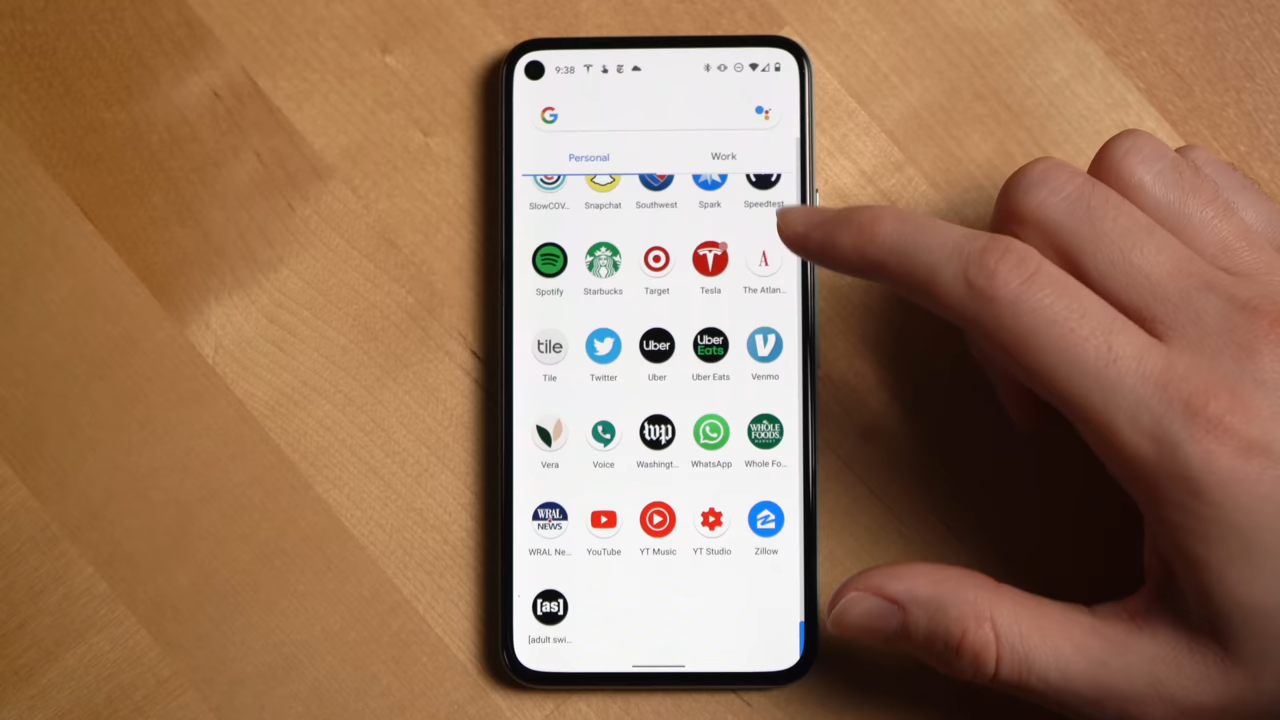 9:38
G
Personal Work
SlowCOV... Snapchat Southwest Spark Speedtest
A
Spotify Starbucks Target Tesla The Atlan...
tile Uber Uber Eats V
Tile Twitter Uber Uber Eats Venmo
wp WHOLE FOODS MARKET
Vera Voice Washingt... WhatsApp Whole Fo...
WRAL NEWS
WRAL Ne... YouTube YT Music YT Studio Zillow
[as]
[adult swi...